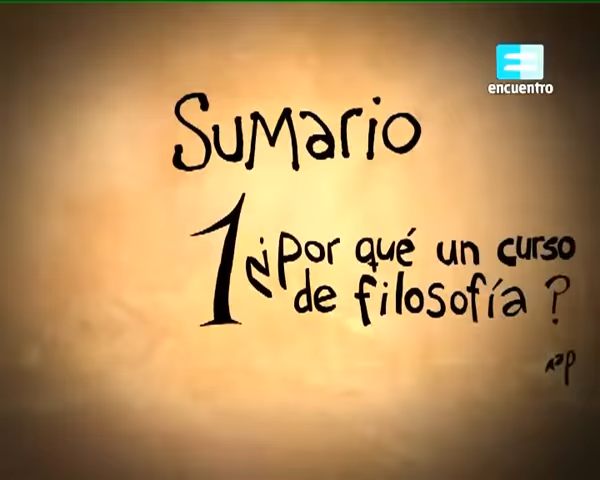 encuentro
Sumario
1 ¿Por qué un curso
de filosofía ?